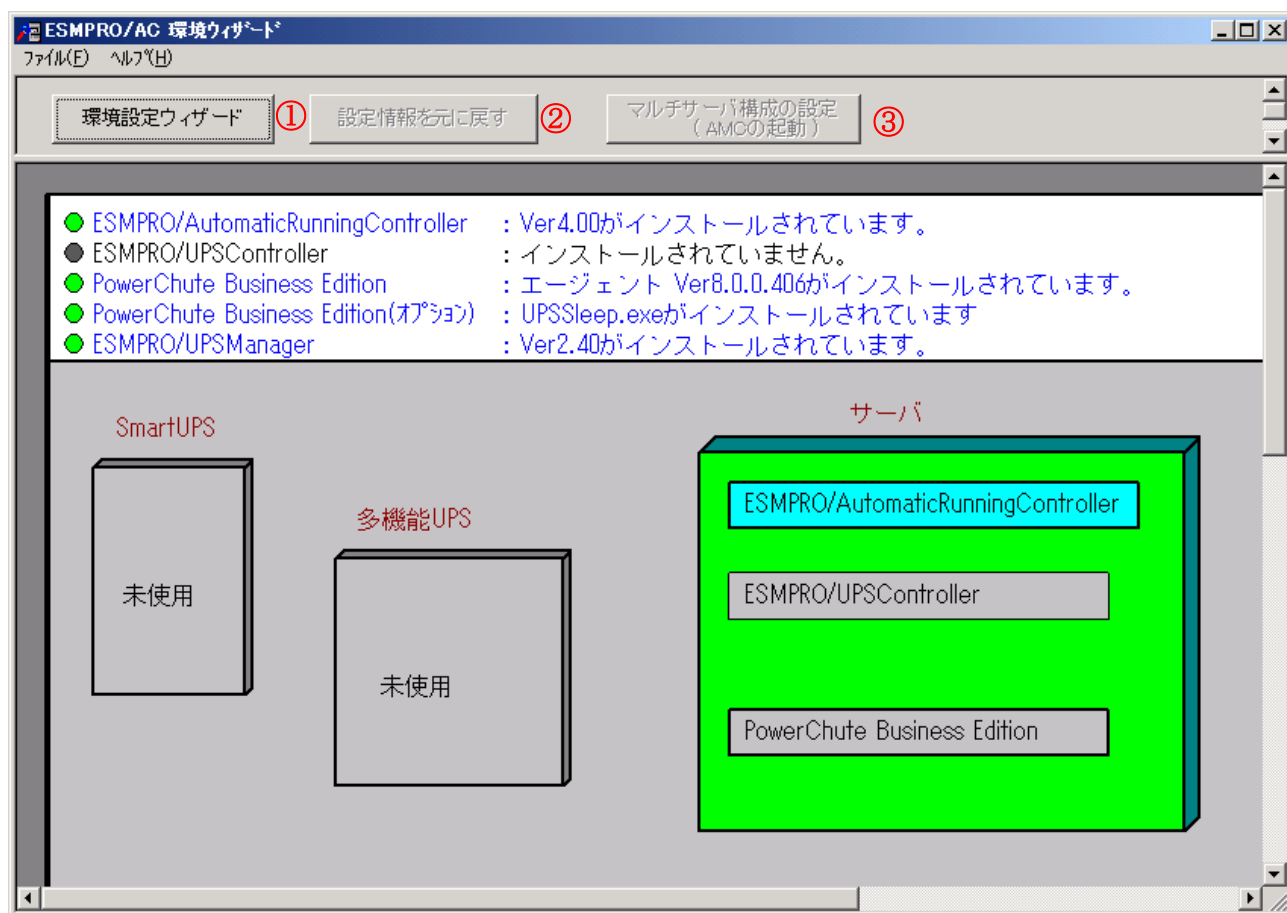 ESMPRO/AC 環境ｳｨｻﾞｰﾄﾞ
ﾌｧｲﾙ(F) ﾍﾙﾌﾟ(H)
環境設定ウィザード ① 設定情報を元に戻す ② マルチサーバ構成の設定
(AMCの起動) ③
ESMPRO/AutomaticRunningController : Ver4.00がインストールされています。
ESMPRO/UPSController : インストールされていません。
PowerChute Business Edition : エージェント Ver8.0.0.406がインストールされています。
PowerChute Business Edition(ｵﾌﾟｼｮﾝ) : UPSSleep.exeがインストールされています
ESMPRO/UPSManager : Ver2.40がインストールされています。
SmartUPS
未使用
多機能UPS
未使用
サーバ
ESMPRO/AutomaticRunningController
ESMPRO/UPSController
PowerChute Business Edition